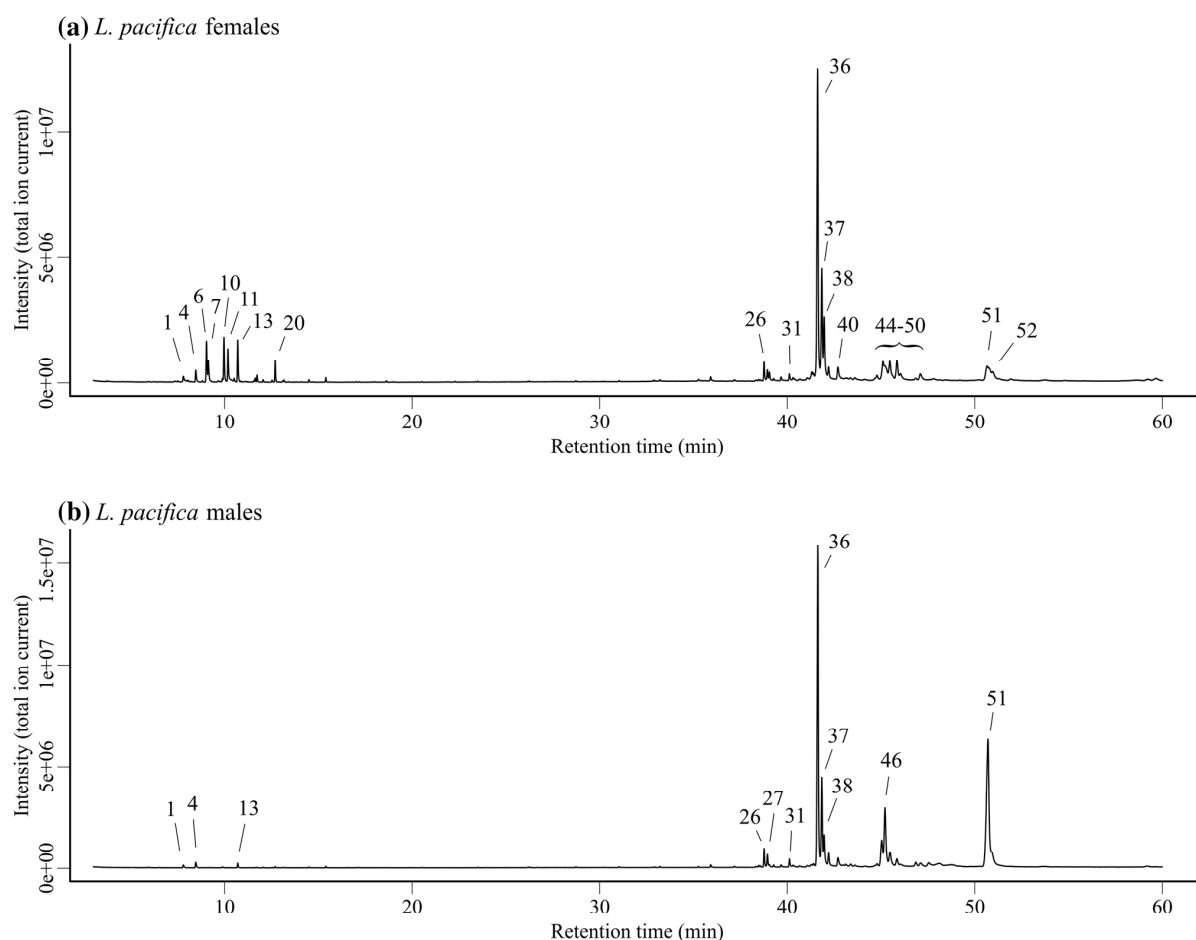 (a) L. pacifica females
Intensity (total ion current)
0e+00 5e+06 1e+07
1 4 6 7 10 11 13 20 26 31 36 37 38 40 44-50 51 52
10 20 30 40 50 60
Retention time (min)
(b) L. pacifica males
Intensity (total ion current)
0e+00 5e+06 1e+07 1.5e+07
1 4 13 26 27 31 36 37 38 46 51
10 20 30 40 50 60
Retention time (min)